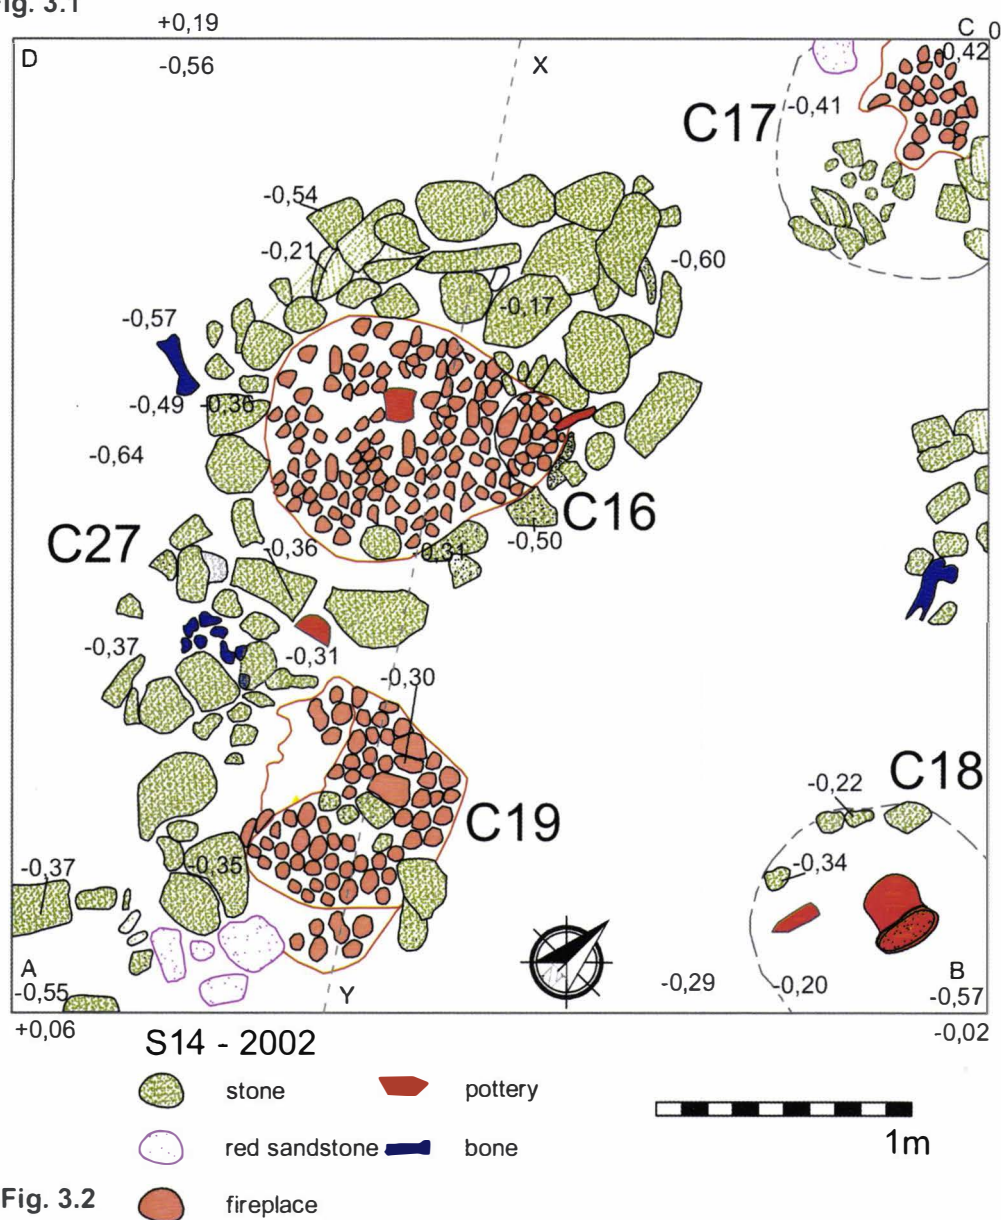 Fig. 3.1
+0,19
C 0
D
-0,56
X
0,42
C17
-0,41
-0,54
-0,21
-0,60
-0,17
-0,57
-0,49
-0,36
-0,64
C16
C27
-0,36
0,31
-0,50
-0,37
-0,31
-0,30
C18
-0,22
C19
-0,37
-0,35
-0,34
A
-0,55
Y
-0,29
-0,20
B
-0,57
+0,06
-0,02
S14 - 2002
stone
pottery
red sandstone
bone
1m
Fig. 3.2
fireplace